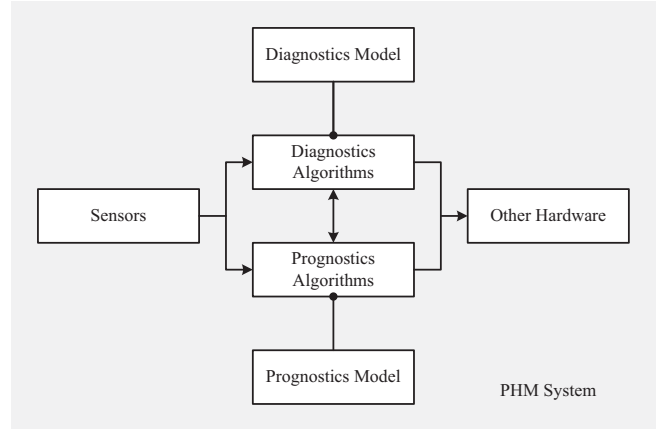 Diagnostics Model
Diagnostics
Algorithms
Sensors
Other Hardware
Prognostics
Algorithms
Prognostics Model
PHM System